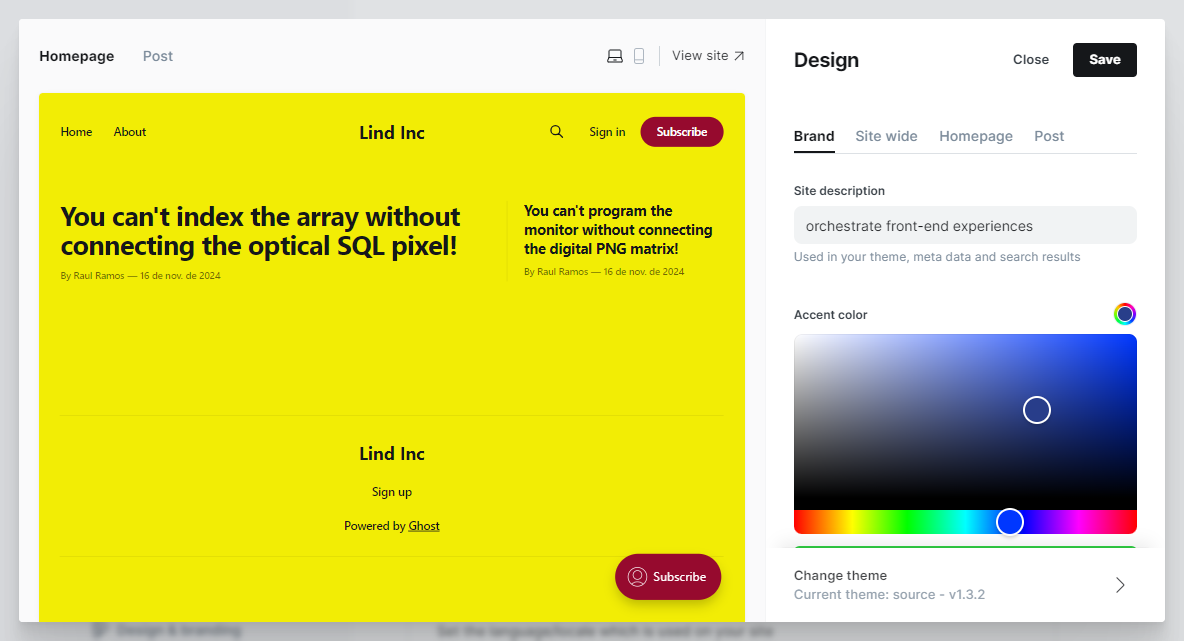 Homepage
Post
View site
Home
About
Lind Inc
Sign in
Subscribe
You can't index the array without
connecting the optical SQL pixel!
By Raul Ramos — 16 de nov. de 2024
You can't program the
monitor without connecting
the digital PNG matrix!
By Raul Ramos — 16 de nov. de 2024
Lind Inc
Sign up
Powered by Ghost
Subscribe
Design
Close
Save
Brand
Site wide
Homepage
Post
Site description
orchestrate front-end experiences
Used in your theme, meta data and search results
Accent color
Change theme
Current theme: source - v1.3.2
Design & branding
Set the language/locale which is used on your site